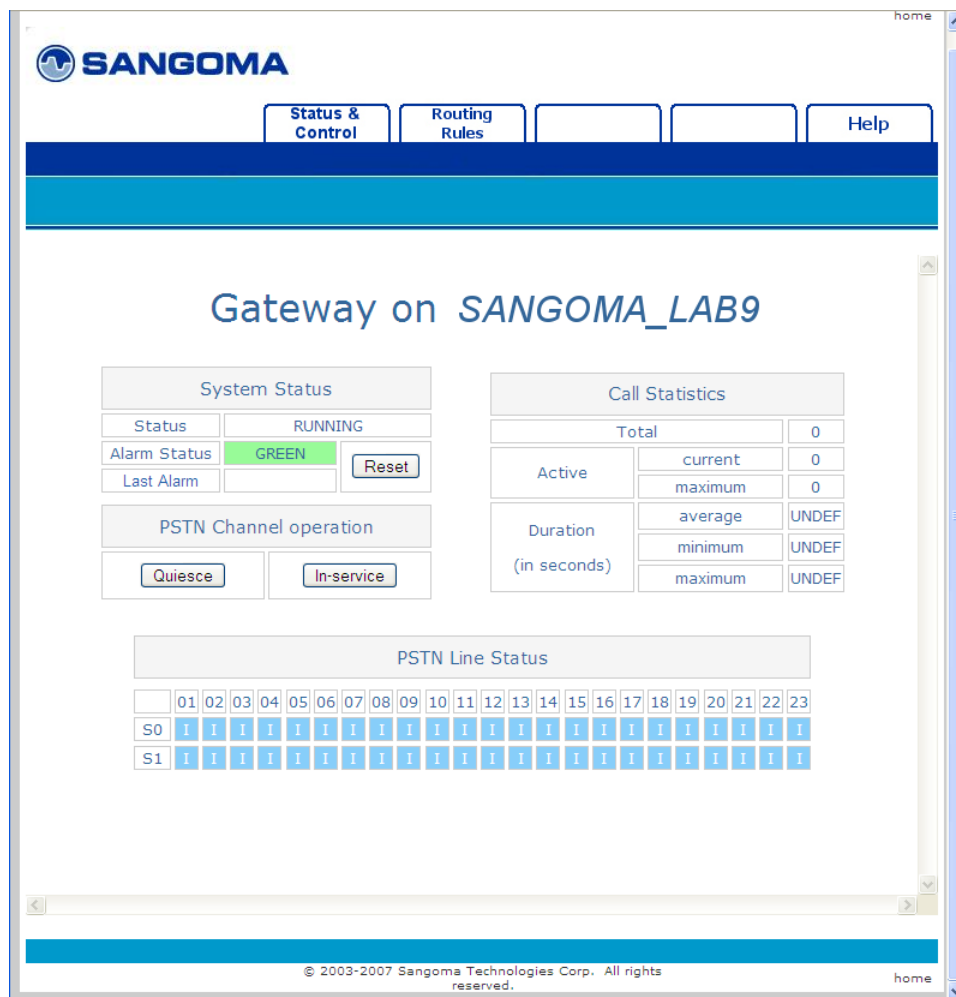 home
SANGOMA
Status & Control
Routing Rules
Help
Gateway on SANGOMA_LAB9
System Status
Status RUNNING
Alarm Status GREEN Reset
Last Alarm
PSTN Channel operation
Quiesce In-service
Call Statistics
Total 0
Active current 0
maximum 0
Duration (in seconds) average UNDEF
minimum UNDEF
maximum UNDEF
PSTN Line Status
01 02 03 04 05 06 07 08 09 10 11 12 13 14 15 16 17 18 19 20 21 22 23
S0 I I I I I I I I I I I I I I I I I I I I I I I
S1 I I I I I I I I I I I I I I I I I I I I I I I
© 2003-2007 Sangoma Technologies Corp. All rights
reserved.
home